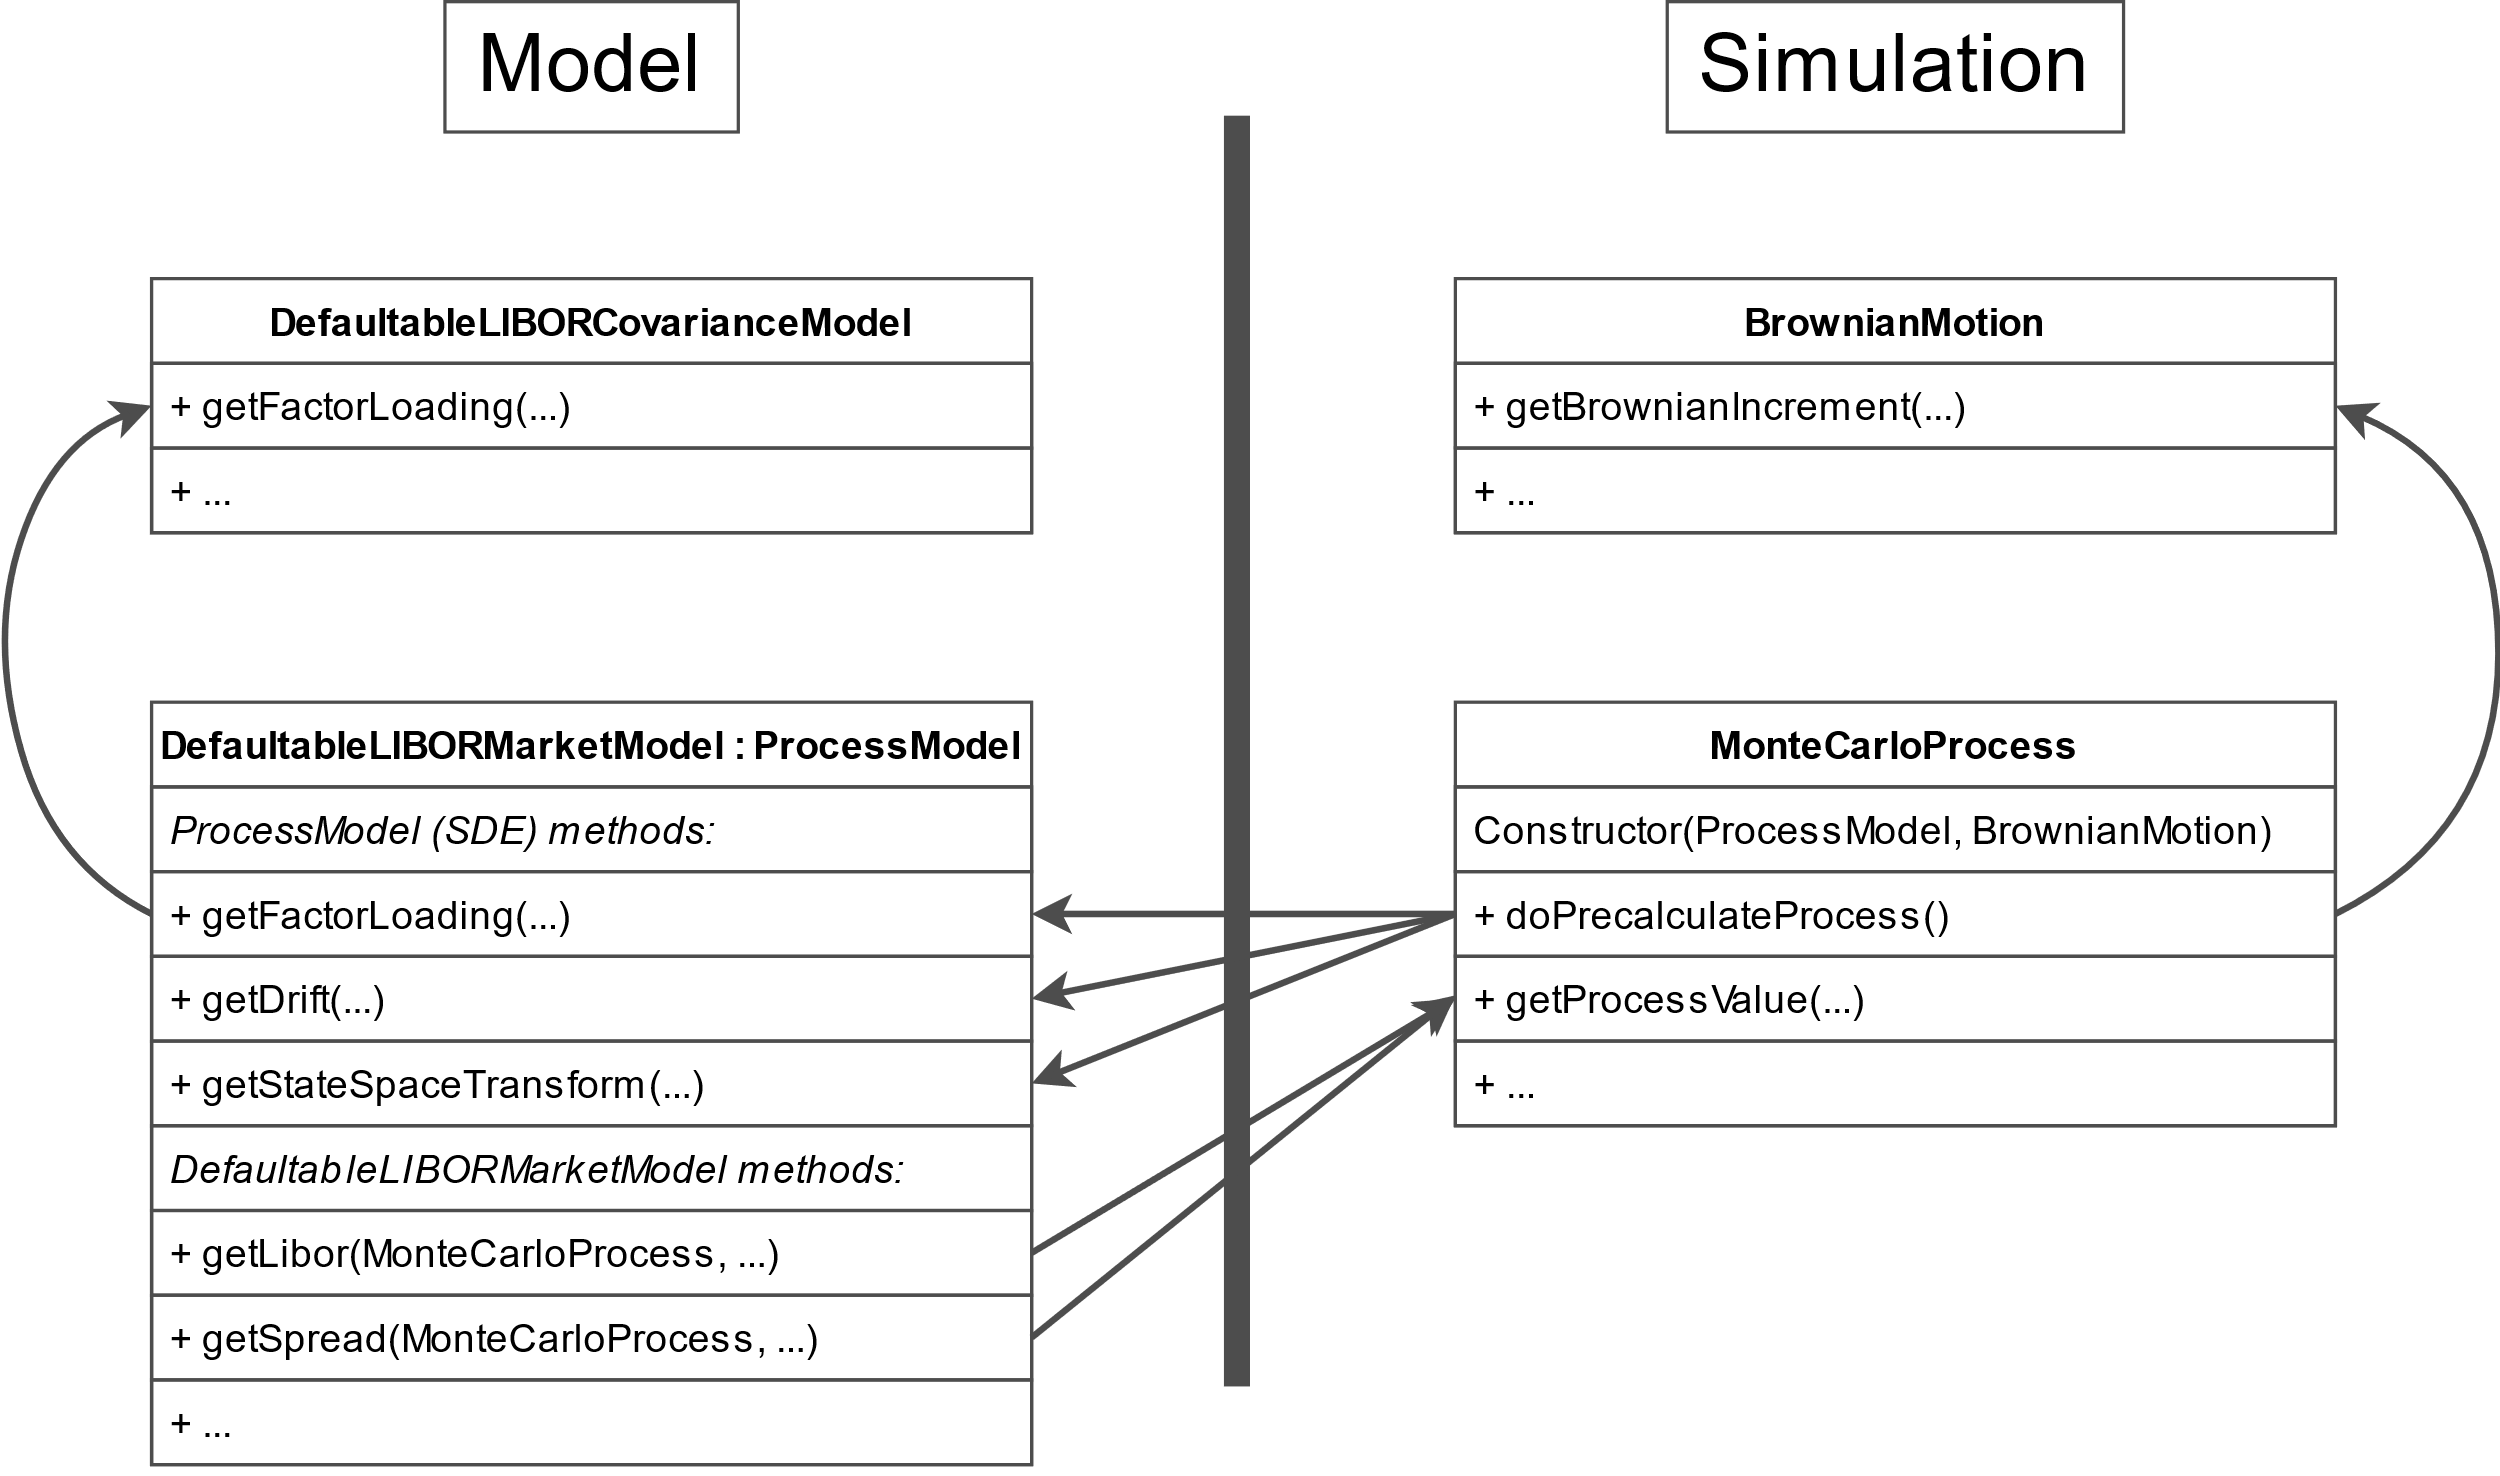 Model
Simulation
DefaultableLIBORCovarianceModel
+ getFactorLoading(...)
+ ...
BrownianMotion
+ getBrownianIncrement(...)
+ ...
DefaultableLIBORMarketModel : ProcessModel
ProcessModel (SDE) methods:
+ getFactorLoading(...)
+ getDrift(...)
+ getStateSpaceTransform(...)
DefaultableLIBORMarketModel methods:
+ getLibor(MonteCarloProcess, ...)
+ getSpread(MonteCarloProcess, ...)
+ ...
MonteCarloProcess
Constructor(ProcessModel, BrownianMotion)
+ doPrecalculateProcess()
+ getProcessValue(...)
+ ...